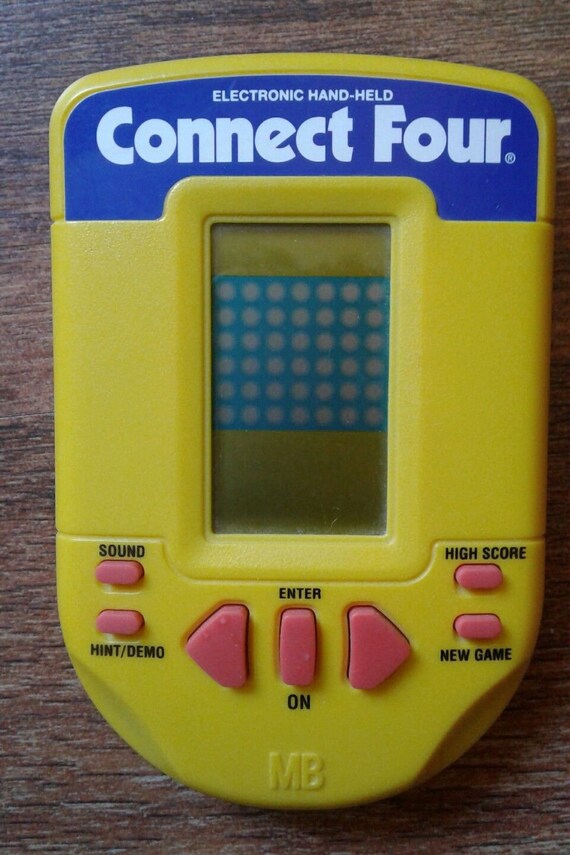 ELECTRONIC HAND-HELD
Connect Four®
SOUND
HIGH SCORE
ENTER
HINT/DEMO
NEW GAME
ON
MB